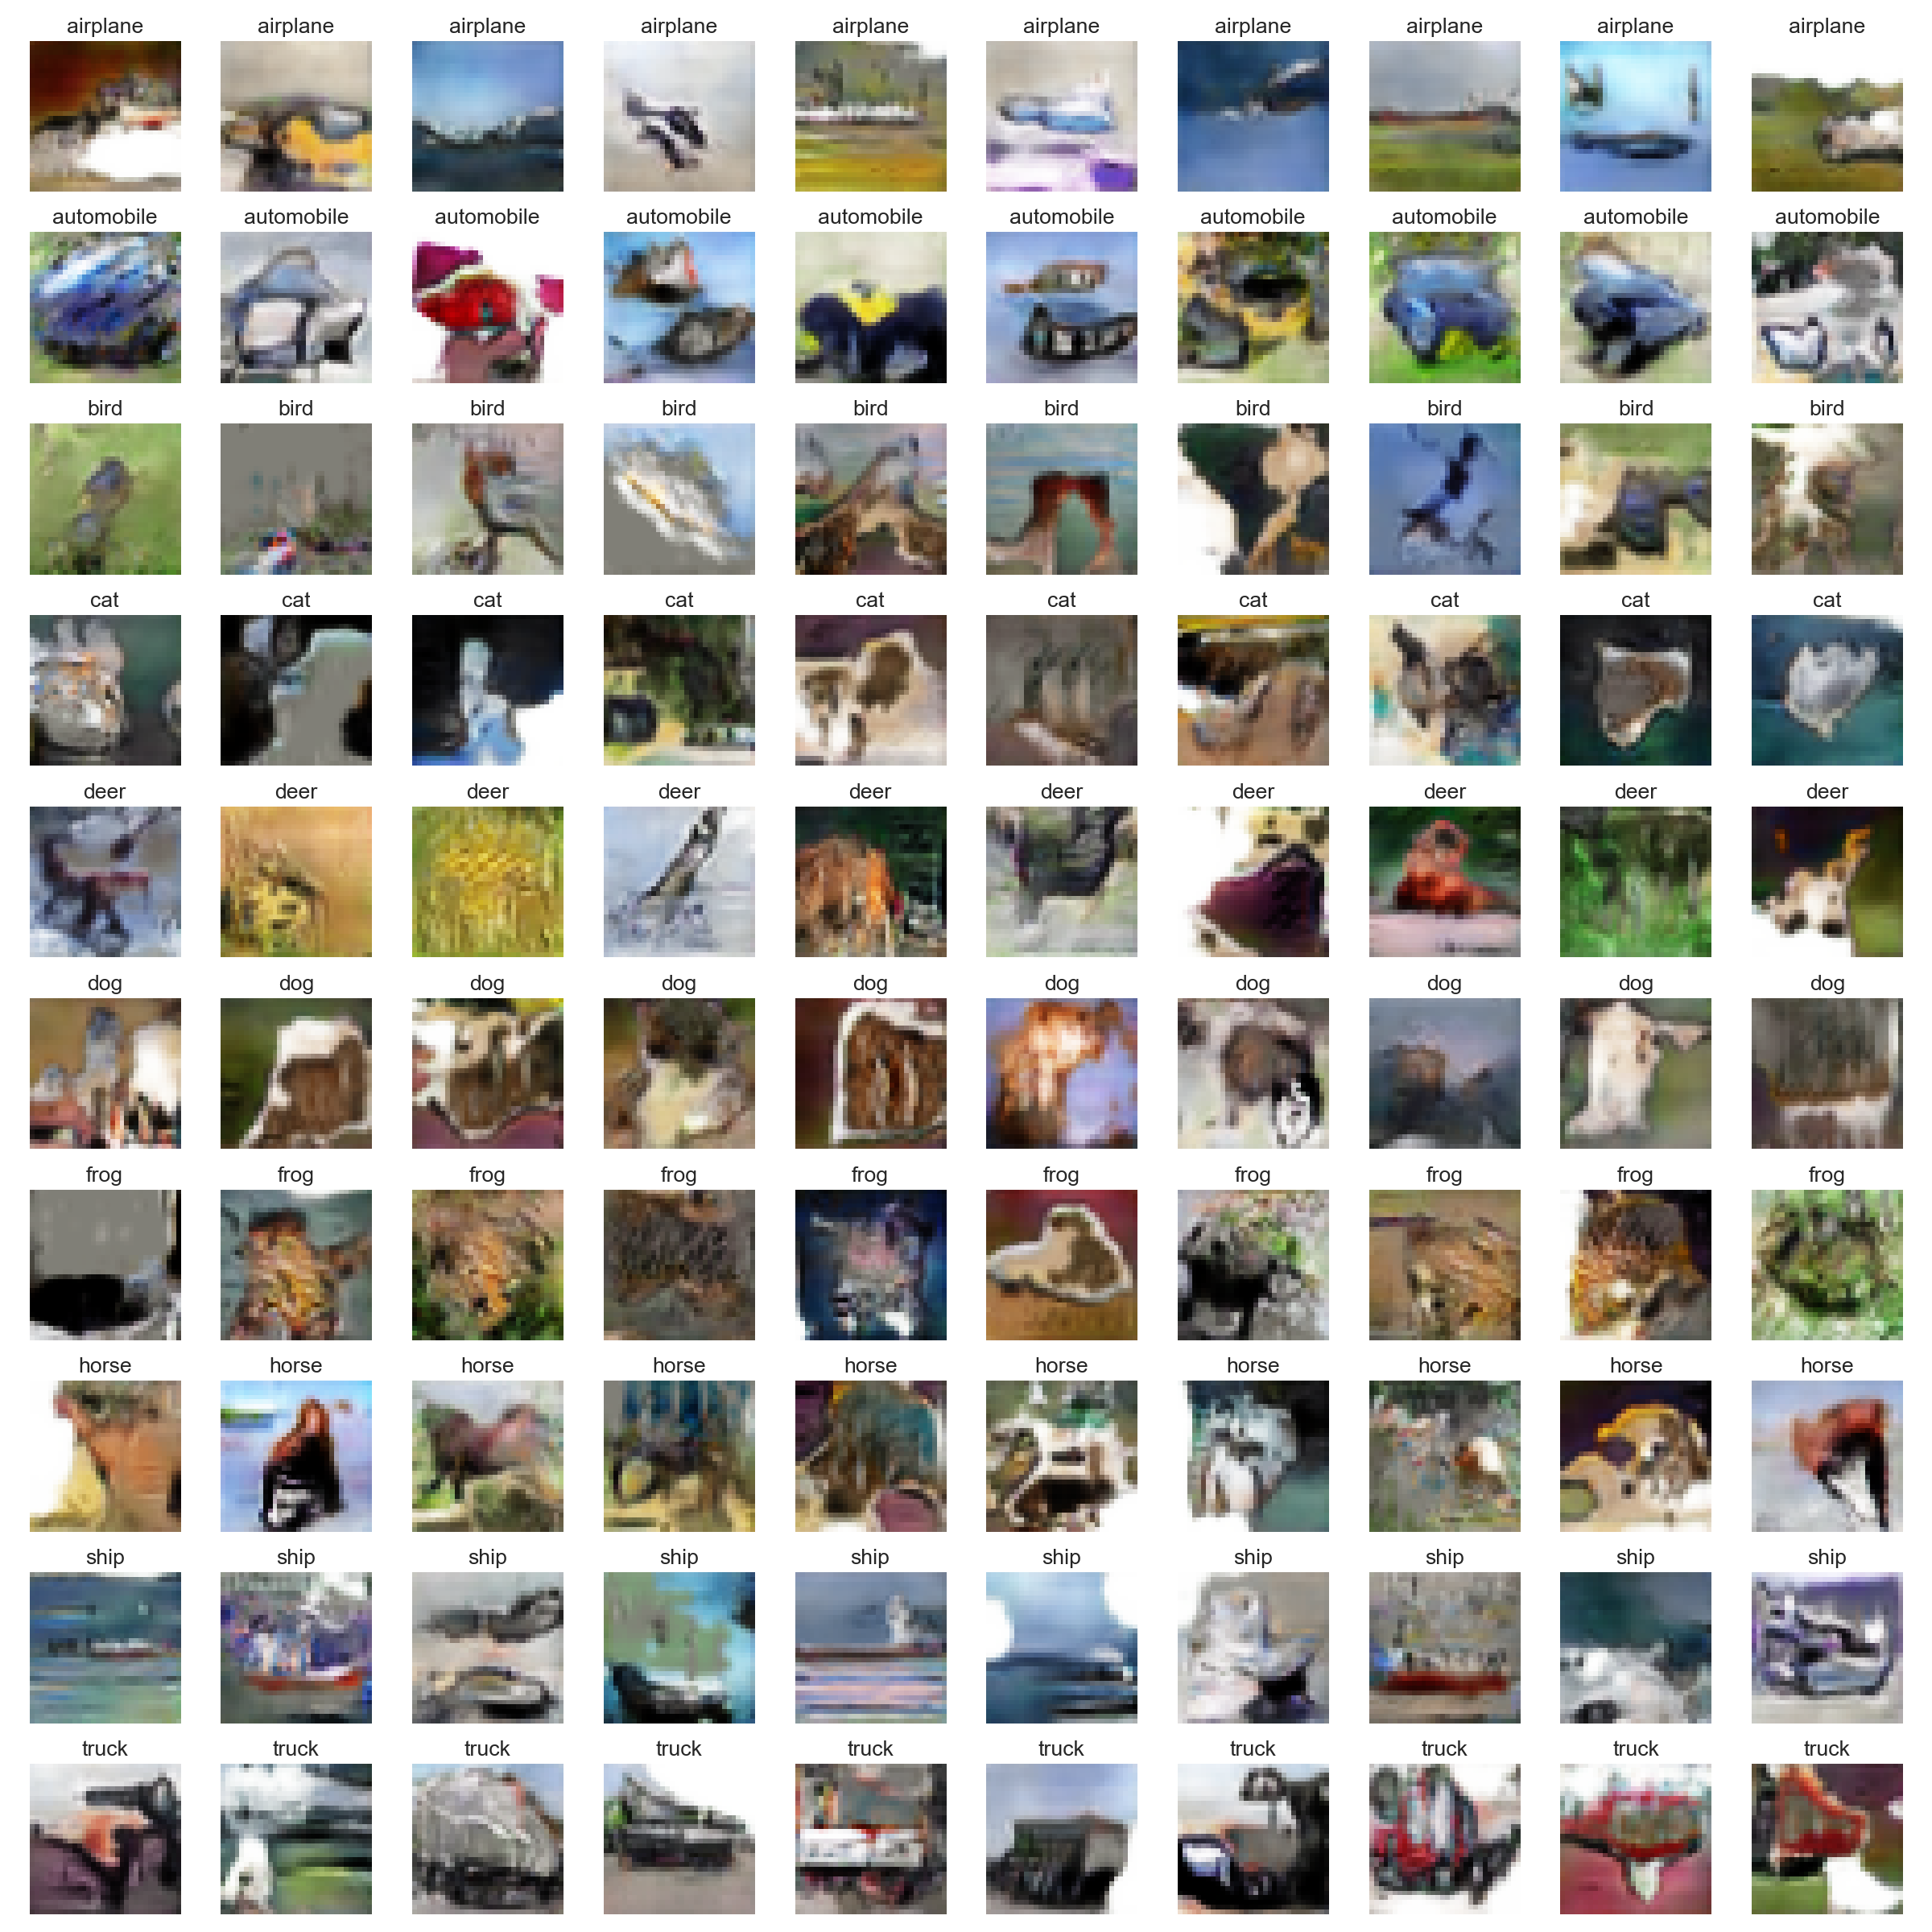 airplane airplane airplane airplane airplane airplane airplane airplane airplane airplane
automobile automobile automobile automobile automobile automobile automobile automobile automobile automobile
bird bird bird bird bird bird bird bird bird bird
cat cat cat cat cat cat cat cat cat cat
deer deer deer deer deer deer deer deer deer deer
dog dog dog dog dog dog dog dog dog dog
frog frog frog frog frog frog frog frog frog frog
horse horse horse horse horse horse horse horse horse horse
ship ship ship ship ship ship ship ship ship ship
truck truck truck truck truck truck truck truck truck truck